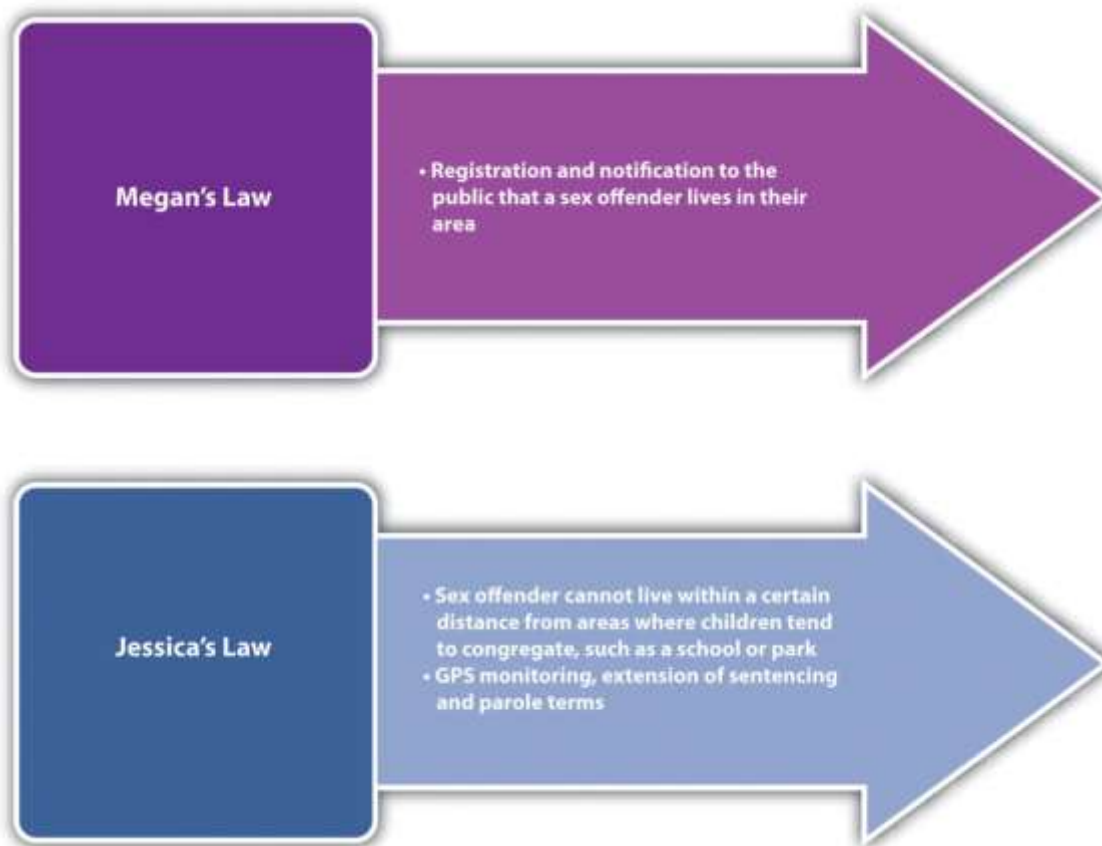 Megan’s Law
• Registration and notification to the
public that a sex offender lives in their
area
Jessica’s Law
• Sex offender cannot live within a certain
distance from areas where children tend
to congregate, such as a school or park
• GPS monitoring, extension of sentencing
and parole terms